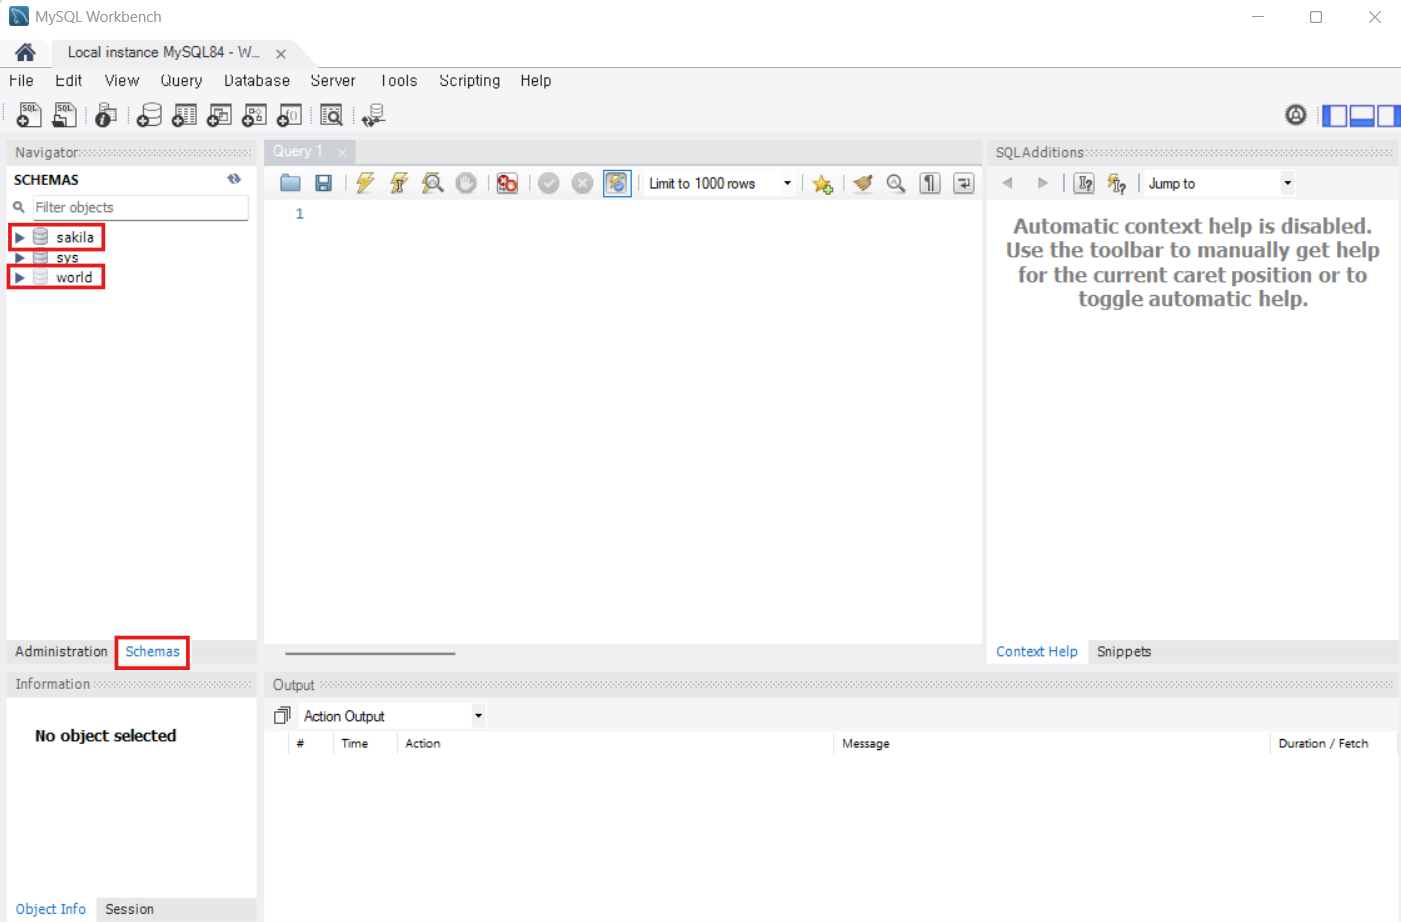 MySQL Workbench
Local instance MySQL84 - W...
File Edit View Query Database Server Tools Scripting Help
SQL SQL
Navigator
SCHEMAS
Filter objects
sakila
sys
world
Administration Schemas
Information
No object selected
Object Info Session
Query 1
Limit to 1000 rows
1
SQLAdditions
Jump to
Automatic context help is disabled.
Use the toolbar to manually get help
for the current caret position or to
toggle automatic help.
Context Help Snippets
Output
Action Output
# Time Action Message Duration / Fetch